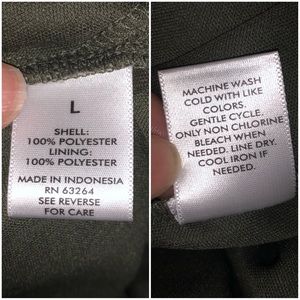 L
SHELL:
100% POLYESTER
LINING:
100% POLYESTER
MADE IN INDONESIA
RN 63264
SEE REVERSE
FOR CARE
MACHINE WASH
COLD WITH LIKE
COLORS.
GENTLE CYCLE.
ONLY NON CHLORINE
BLEACH WHEN
NEEDED. LINE DRY.
COOL IRON IF
NEEDED.